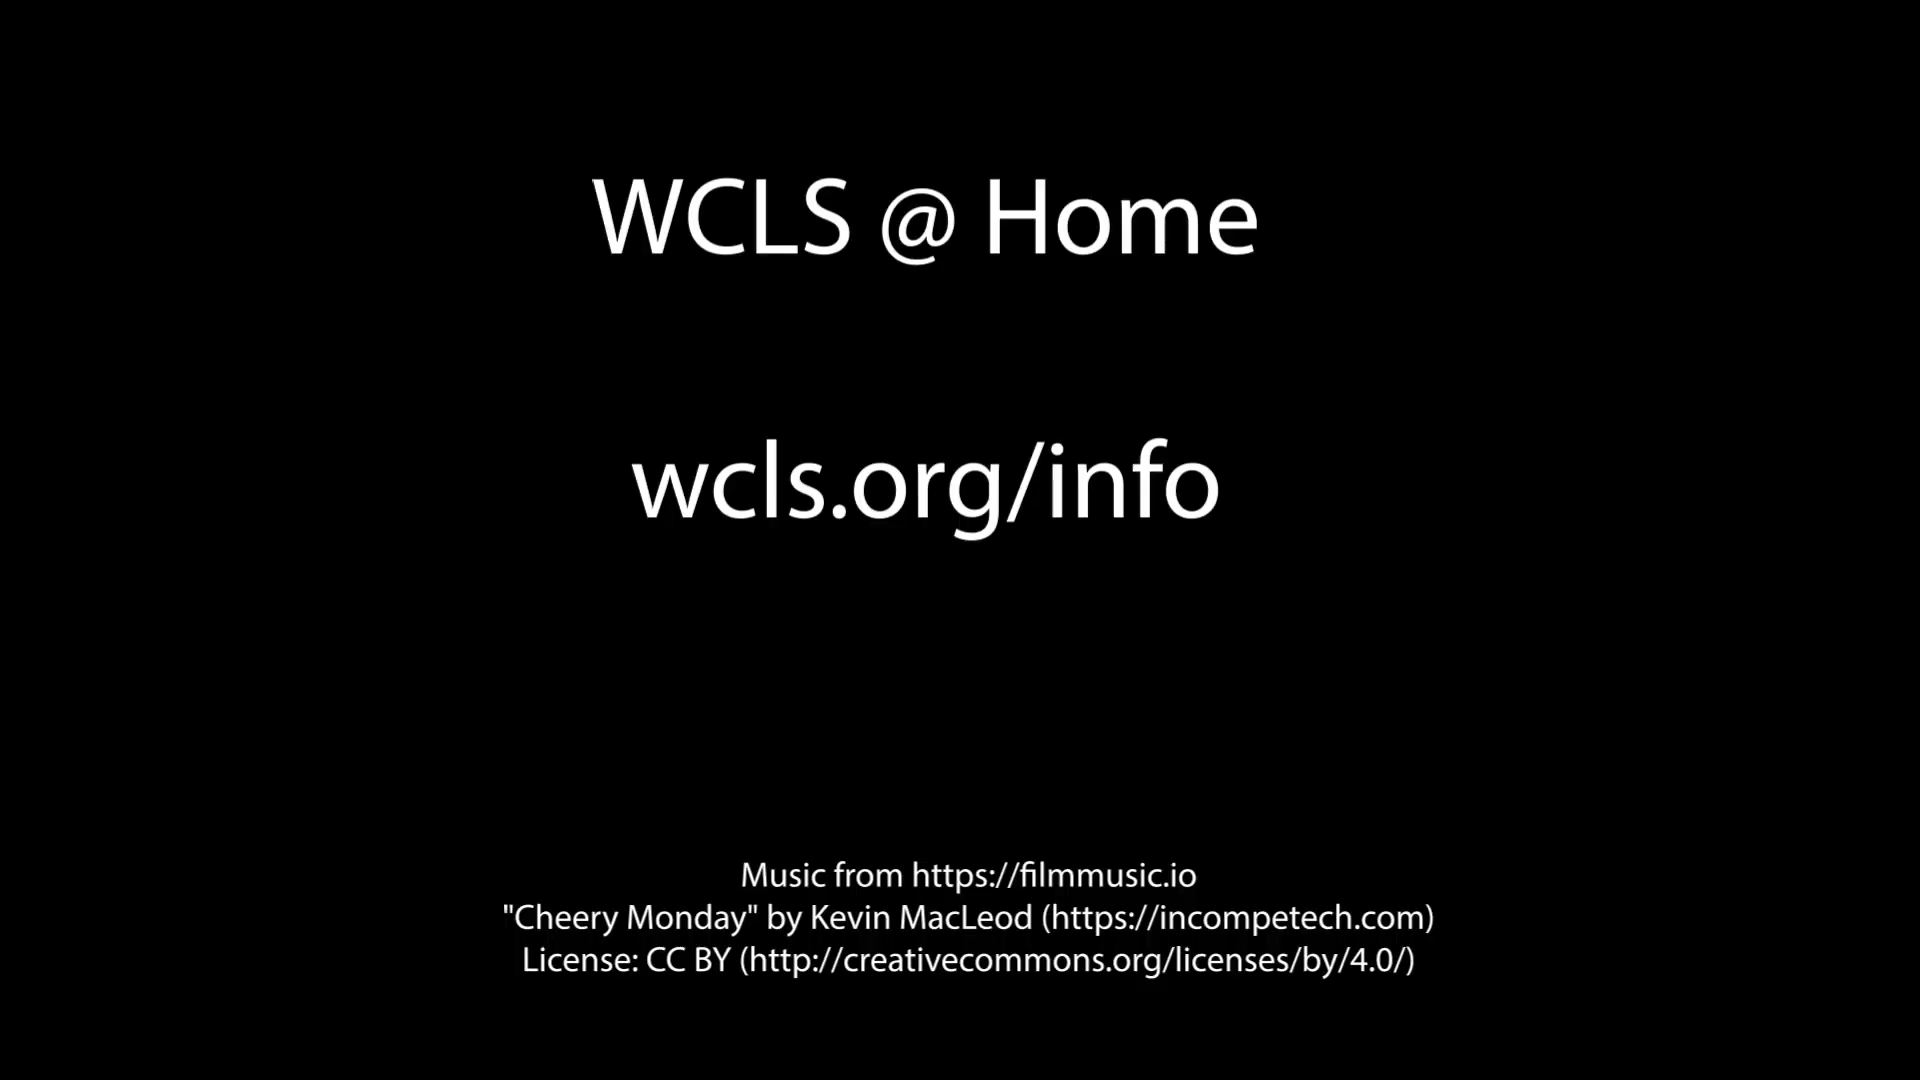 WCLS @ Home
wcls.org/info
Music from https://filmmusic.io
"Cheery Monday" by Kevin MacLeod (https://incompetech.com)
License: CC BY (http://creativecommons.org/licenses/by/4.0/)